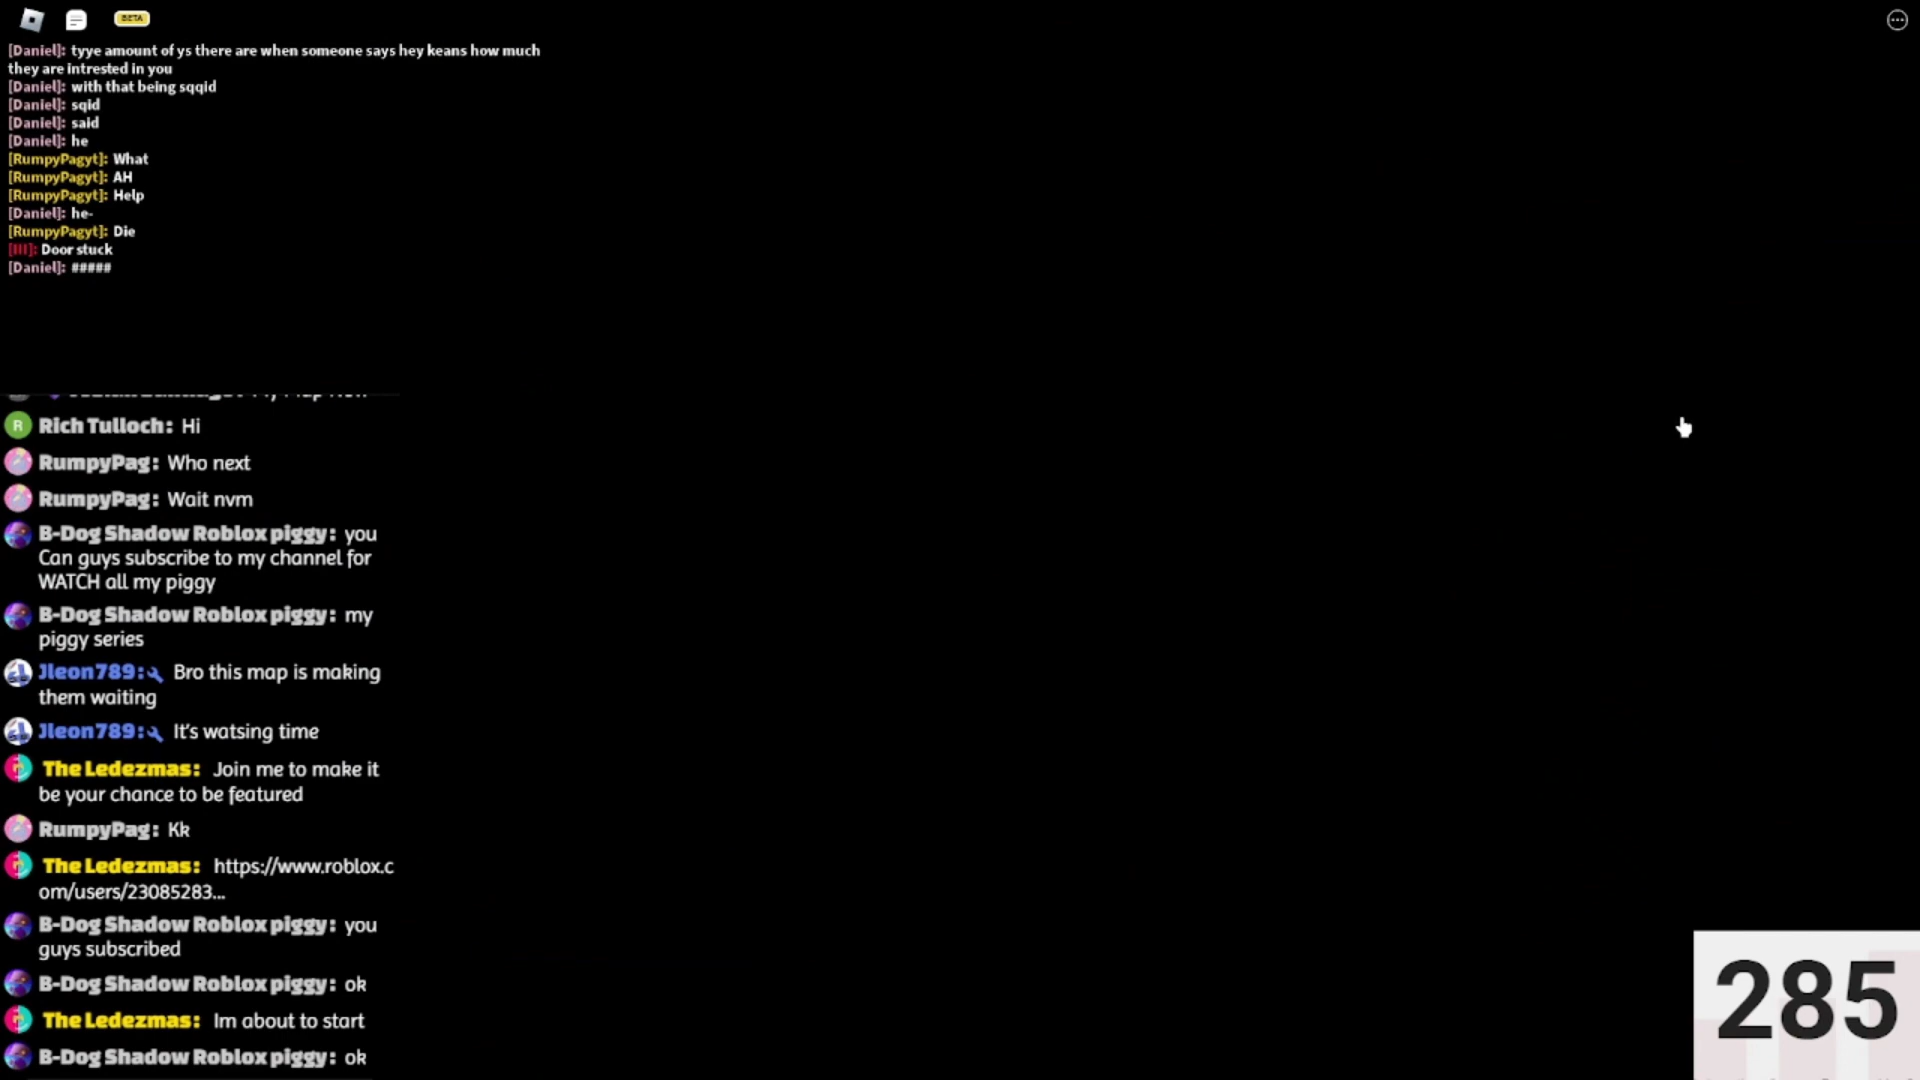 BETA
[Daniel]: tyye amount of ys there are when someone says hey keans how much
they are intrested in you
[Daniel]: with that being sqqid
[Daniel]: sqid
[Daniel]: said
[Daniel]: he
[RumpyPagyt]: What
[RumpyPagyt]: AH
[RumpyPagyt]: Help
[Daniel]: he-
[RumpyPagyt]: Die
Door stuck
[Daniel]: #####
R Rich Tulloch: Hi
RumpyPag: Who next
RumpyPag: Wait nvm
B-Dog Shadow Roblox piggy: you
Can guys subscribe to my channel for
WATCH all my piggy
B-Dog Shadow Roblox piggy: my
piggy series
Jleon789: Bro this map is making
them waiting
Jleon789: It's watsing time
The Ledezmas: Join me to make it
be your chance to be featured
RumpyPag: Kk
The Ledezmas: https://www.roblox.c
om/users/23085283...
B-Dog Shadow Roblox piggy: you
guys subscribed
B-Dog Shadow Roblox piggy: ok
The Ledezmas: Im about to start
B-Dog Shadow Roblox piggy: ok
285